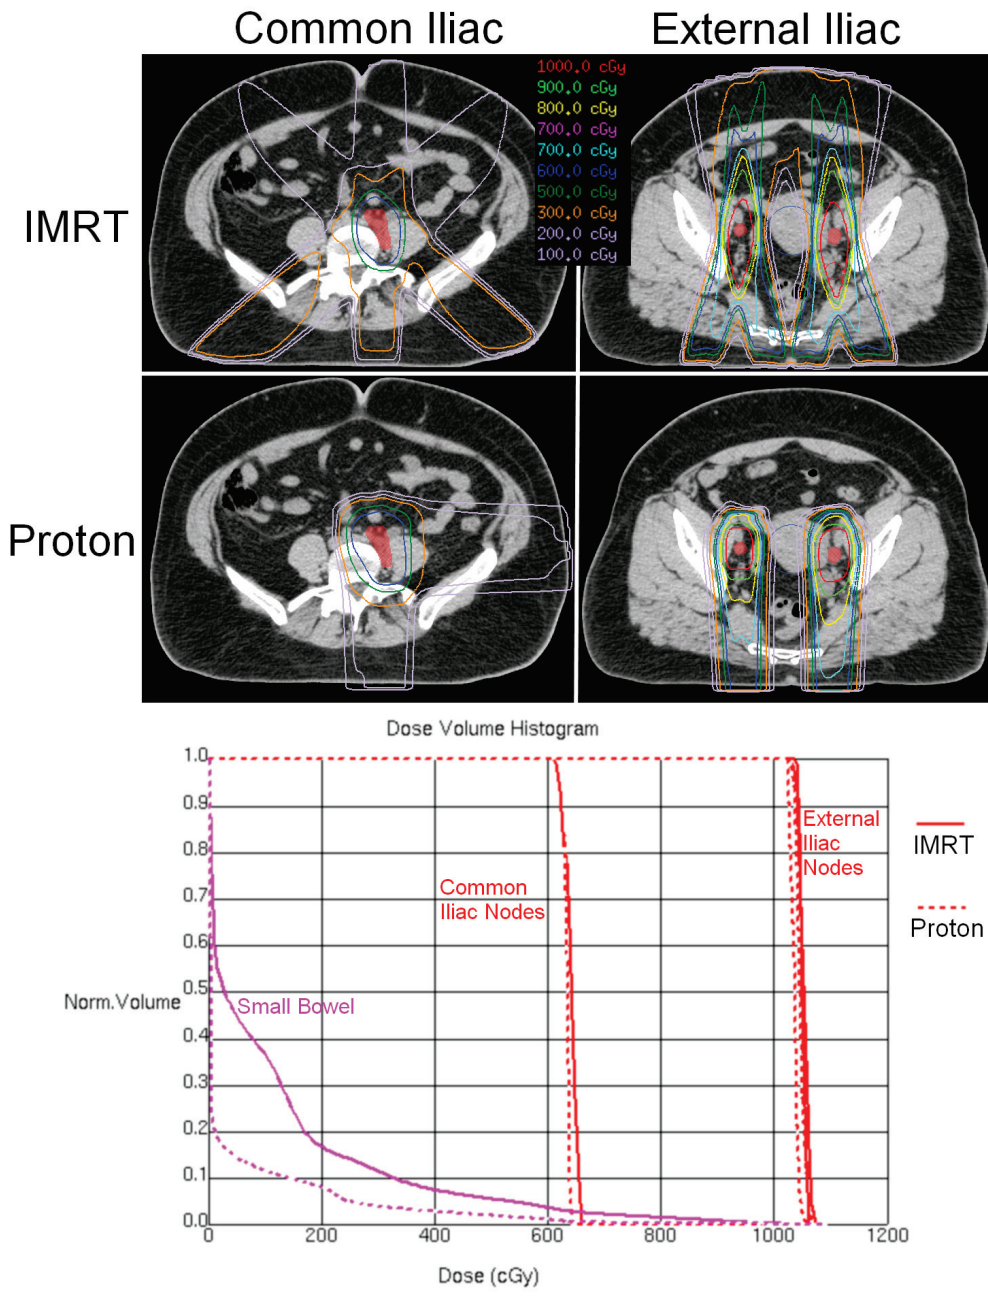 Common Iliac
External Iliac
IMRT
1000.0 cGy
900.0 cGy
800.0 cGy
700.0 cGy
700.0 cGy
600.0 cGy
500.0 cGy
300.0 cGy
200.0 cGy
100.0 cGy
Proton
Dose Volume Histogram
1.0
0.9
0.8
0.7
0.6
0.5
0.4
0.3
0.2
0.1
0.0
Norm.Volume
Small Bowel
Common
Iliac Nodes
External
Iliac
Nodes
IMRT
Proton
0
200
400
600
800
1000
1200
Dose (cGy)